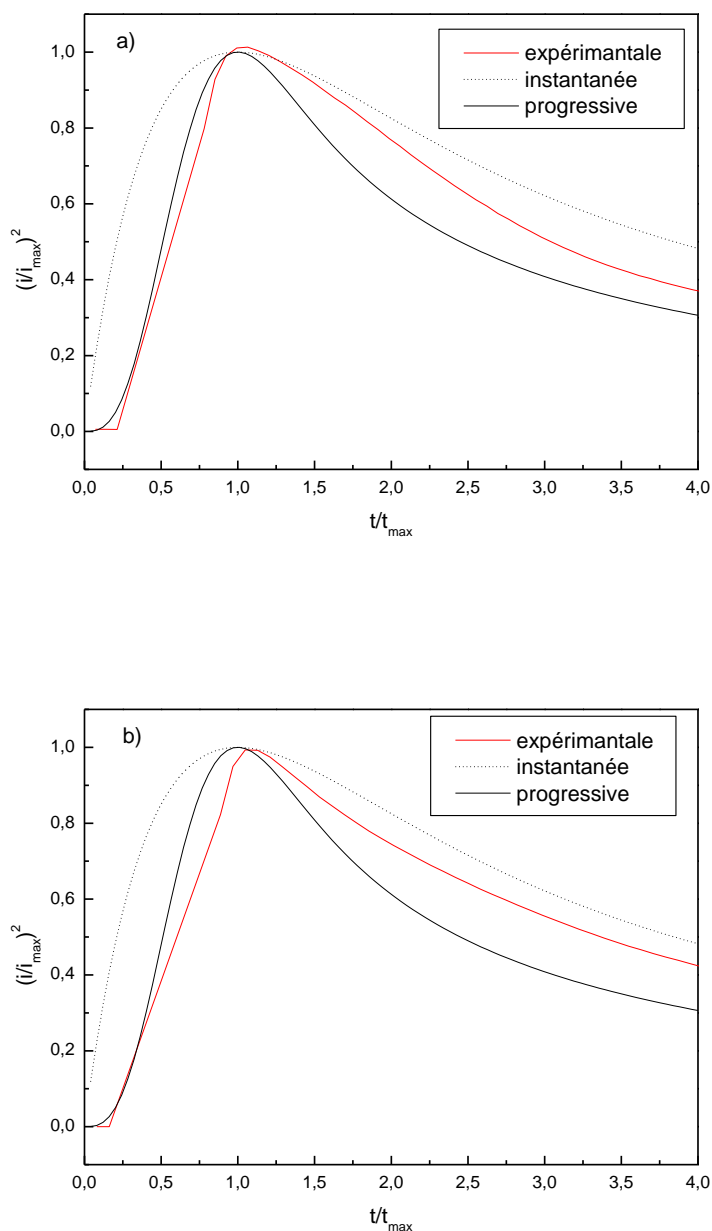 a)
expérimantale
instantanée
progressive
1,0
0,8
0,6
0,4
0,2
0,0
(i/i_max)^2
0,0 0,5 1,0 1,5 2,0 2,5 3,0 3,5 4,0
t/t_max
b)
expérimantale
instantanée
progressive
1,0
0,8
0,6
0,4
0,2
0,0
(i/i_max)^2
0,0 0,5 1,0 1,5 2,0 2,5 3,0 3,5 4,0
t/t_max